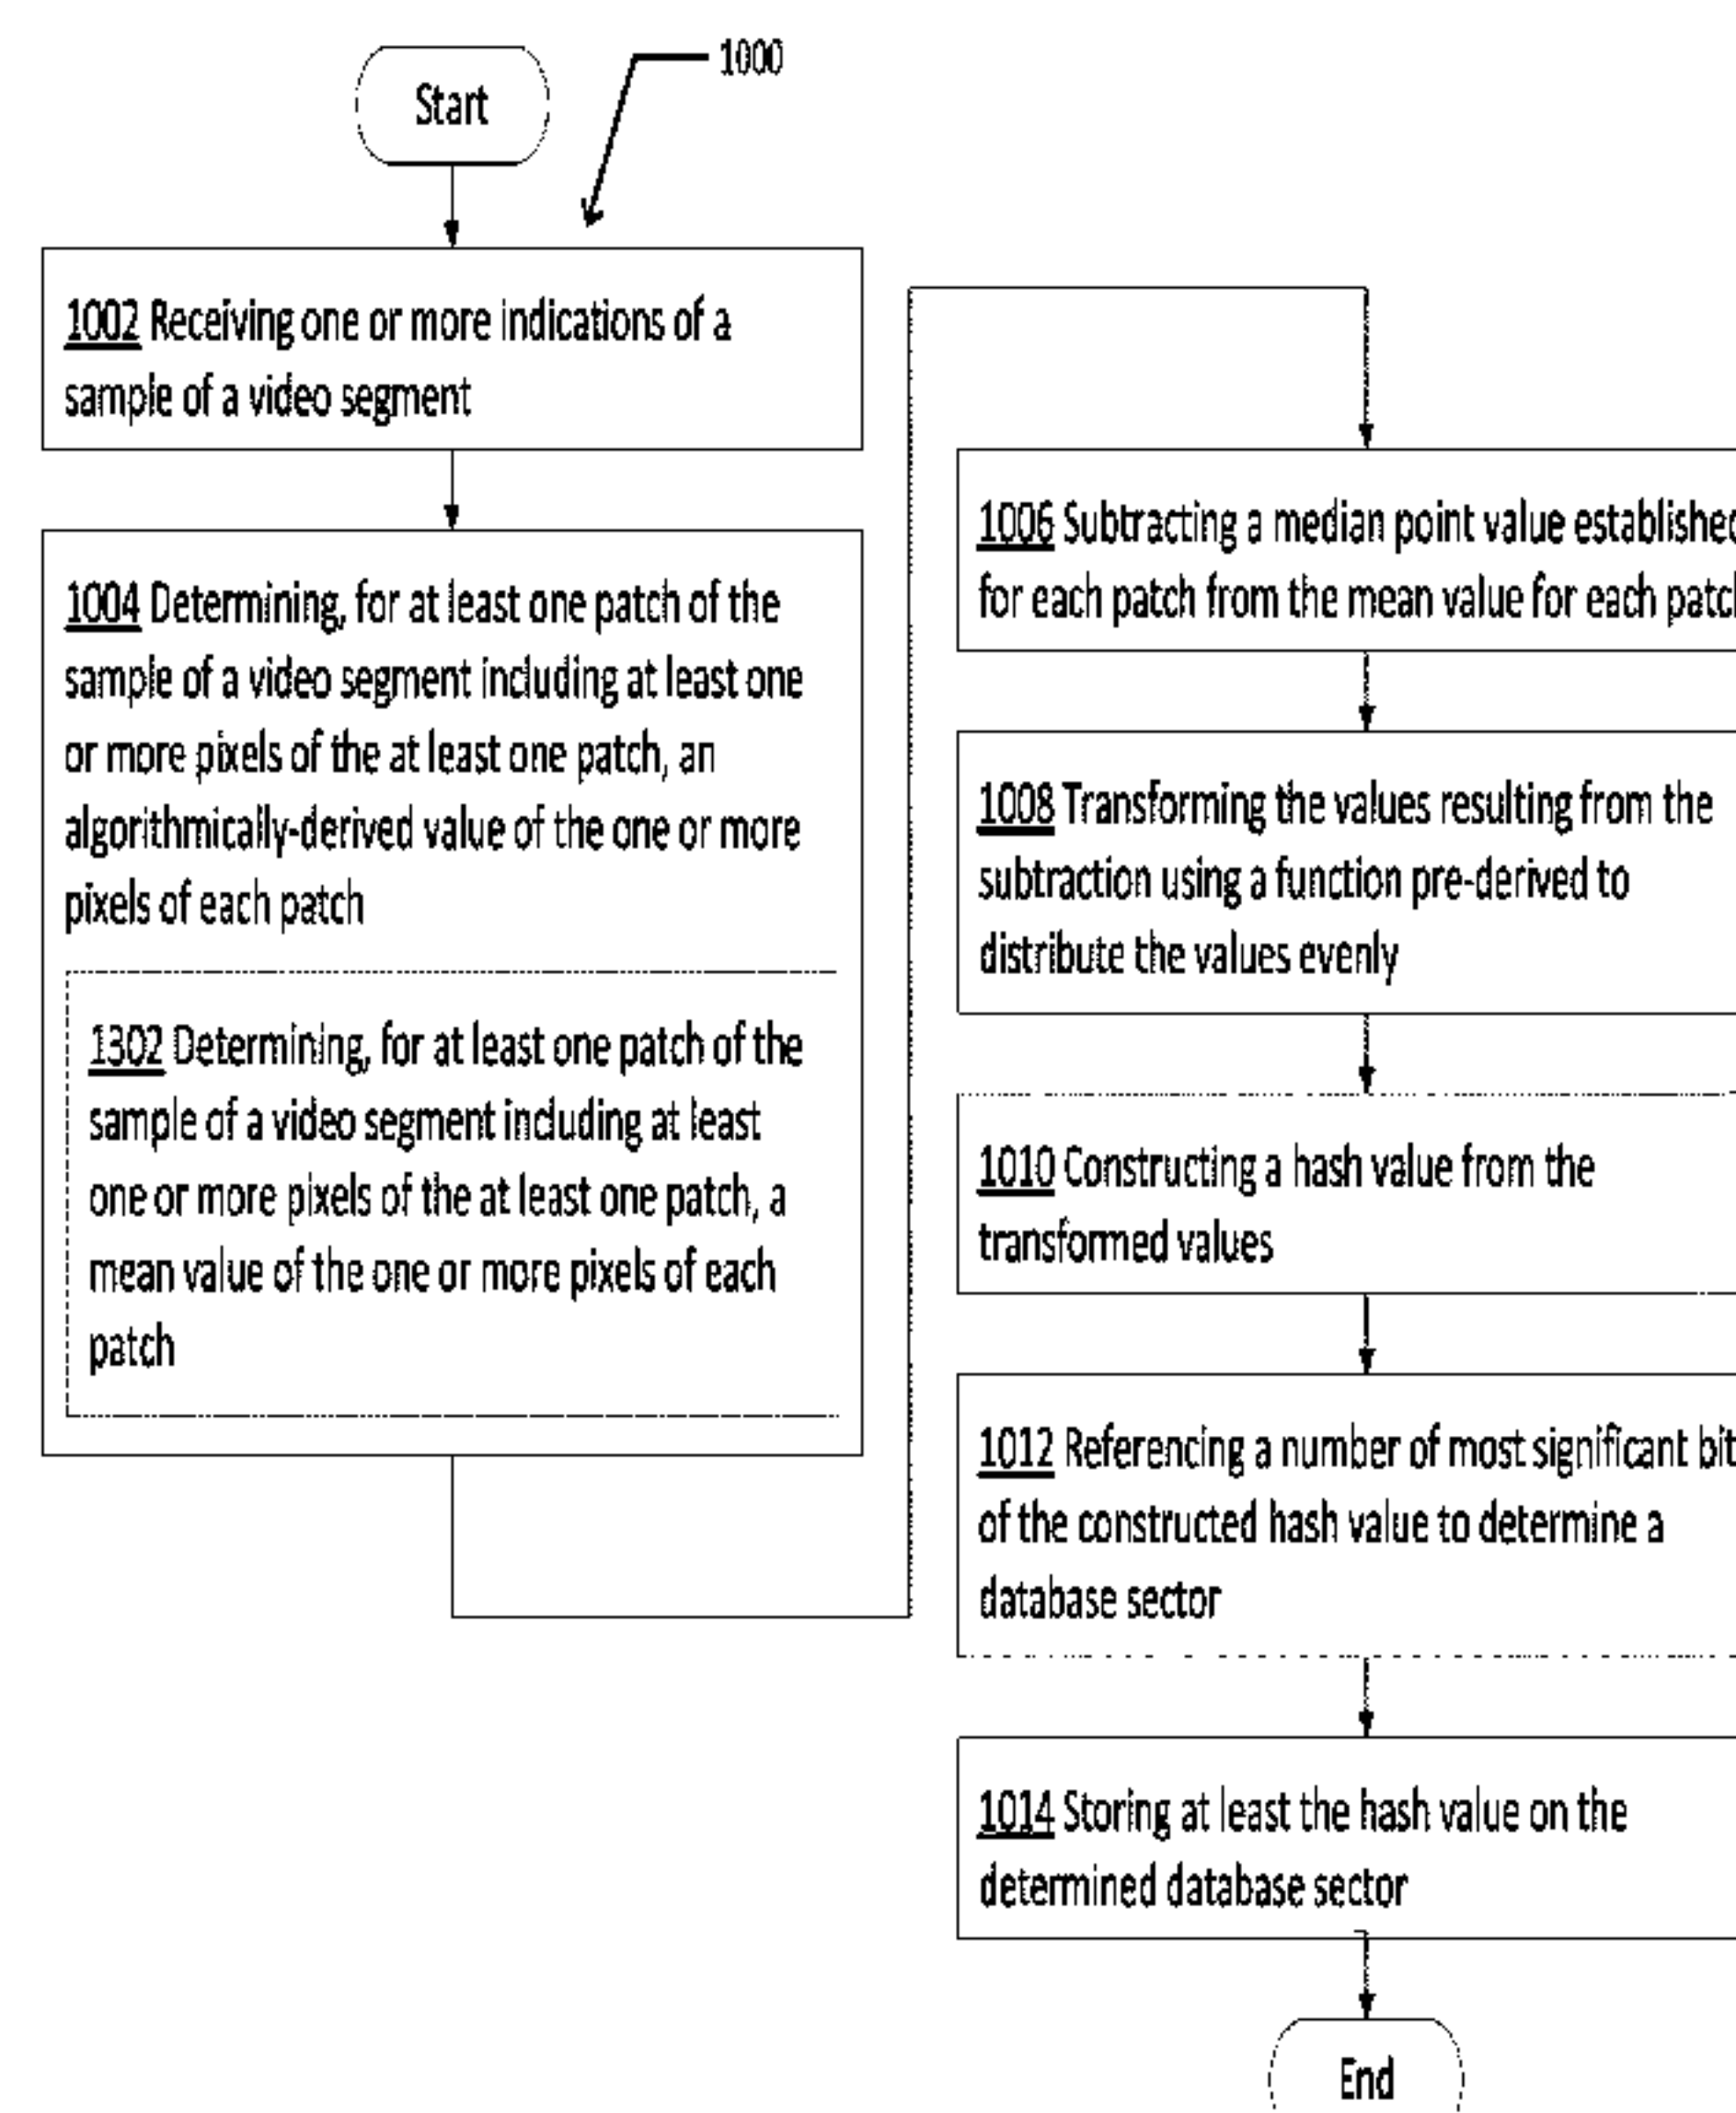 Start
1000
1002 Receiving one or more indications of a
sample of a video segment
1004 Determining, for at least one patch of the
sample of a video segment including at least one
or more pixels of the at least one patch, an
algorithmically-derived value of the one or more
pixels of each patch
1302 Determining, for at least one patch of the
sample of a video segment including at least
one or more pixels of the at least one patch, a
mean value of the one or more pixels of each
patch
1006 Subtracting a median point value
for each patch from the mean value for each
1008 Transforming the values resulting from the
subtraction using a function pre-derived to
distribute the values evenly
1010 Constructing a hash value from the
transformed values
1012 Referencing a number of most significant
of the constructed hash value to determine a
database sector
1014 Storing at least the hash value on the
determined database sector
End